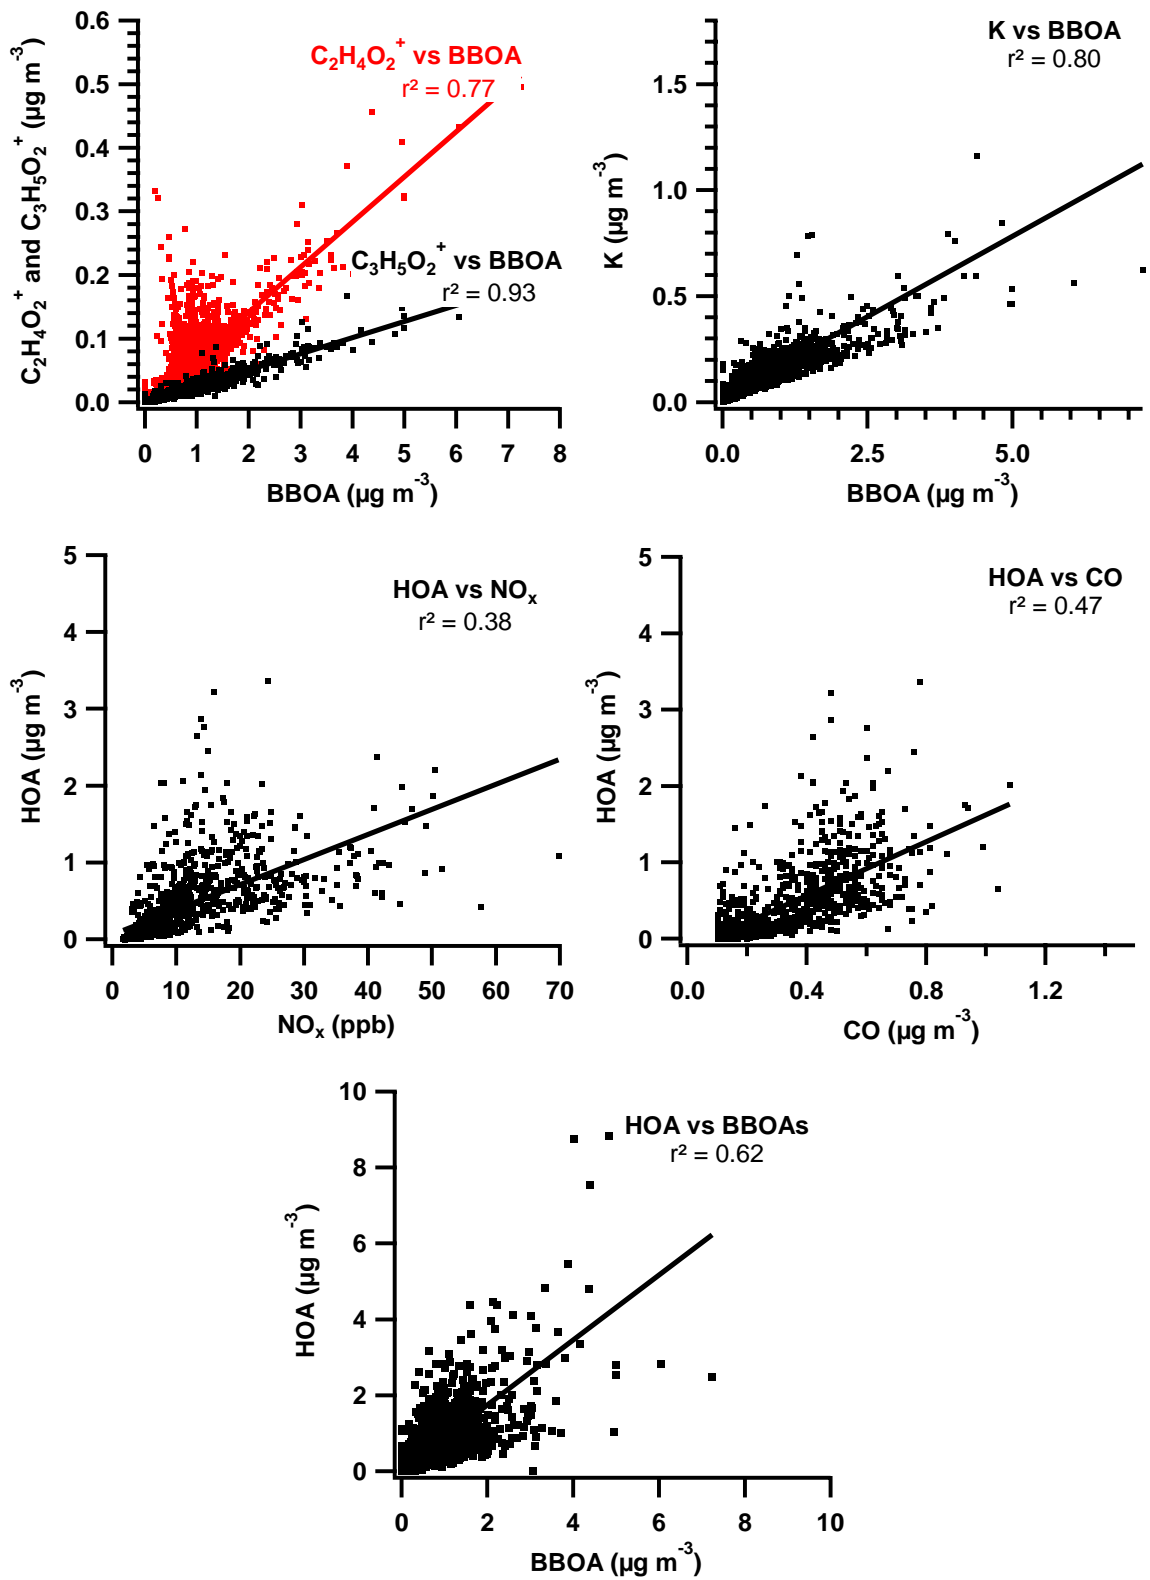 C₂H₄O₂⁺ and C₃H₅O₂⁺ (µg m⁻³)
0.6
0.5
0.4
0.3
0.2
0.1
0.0
C₂H₄O₂⁺ vs BBOA
r² = 0.77
C₃H₅O₂⁺ vs BBOA
r² = 0.93
0 1 2 3 4 5 6 7 8
BBOA (µg m⁻³)
K (µg m⁻³)
1.5
1.0
0.5
0.0
K vs BBOA
r² = 0.80
0.0 2.5 5.0
BBOA (µg m⁻³)
HOA (µg m⁻³)
5
4
3
2
1
0
HOA vs NOₓ
r² = 0.38
0 10 20 30 40 50 60 70
NOₓ (ppb)
HOA (µg m⁻³)
5
4
3
2
1
0
HOA vs CO
r² = 0.47
0.0 0.4 0.8 1.2
CO (µg m⁻³)
HOA (µg m⁻³)
10
8
6
4
2
0
HOA vs BBOAs
r² = 0.62
0 2 4 6 8 10
BBOA (µg m⁻³)